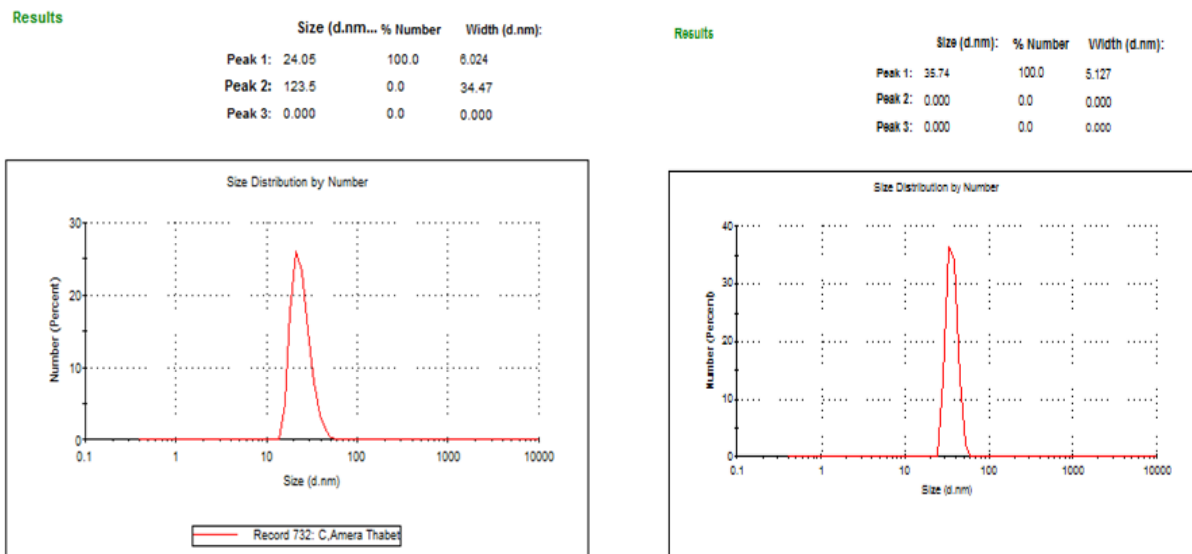 Results
Size (d.nm... % Number Width (d.nm):
Peak 1: 24.05 100.0 6.024
Peak 2: 123.5 0.0 34.47
Peak 3: 0.000 0.0 0.000
Size Distribution by Number
30
20
10
0
0.1 1 10 100 1000 10000
Number (Percent)
Size (d.nm)
Record 732: C,Amera Thabet
Results
Size (d.nm): % Number Width (d.nm):
Peak 1: 35.74 100.0 5.127
Peak 2: 0.000 0.0 0.000
Peak 3: 0.000 0.0 0.000
Size Distribution by Number
40
30
20
10
0
0.1 1 10 100 1000 10000
Number (Percent)
Size (d.nm)